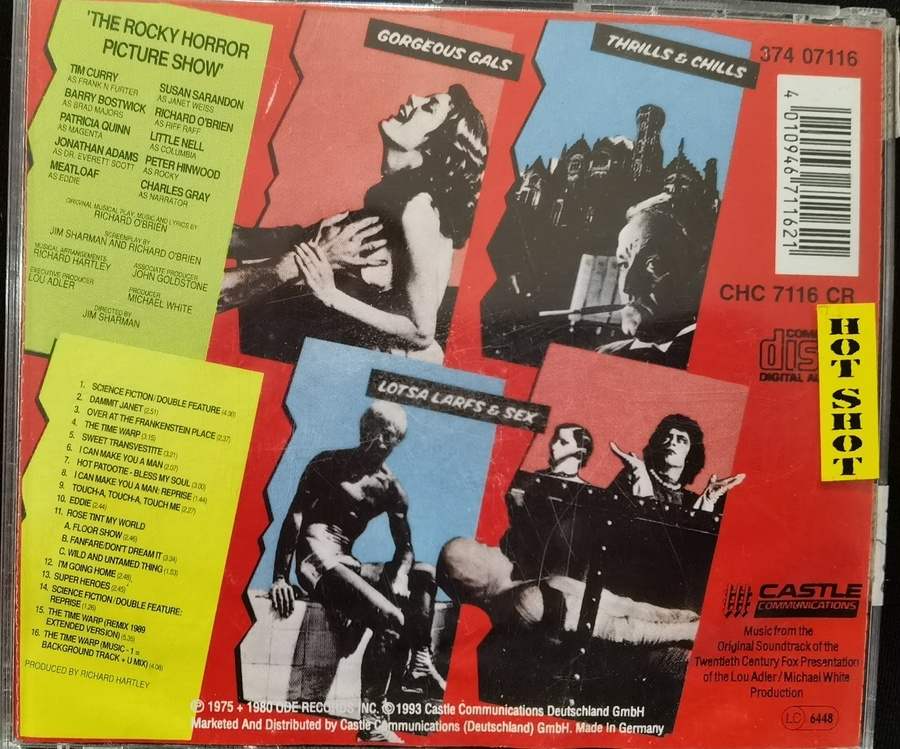 'THE ROCKY HORROR
PICTURE SHOW'
TIM CURRY
AS FRANK N FURTER
BARRY BOSTWICK
AS BRAD MAJORS
PATRICIA QUINN
AS MAGENTA
JONATHAN ADAMS
AS DR. EVERETT SCOTT
MEATLOAF
AS EDDIE
SUSAN SARANDON
AS JANET WEISS
RICHARD O'BRIEN
AS RIFF RAFF
LITTLE NELL
AS COLUMBIA
PETER HINWOOD
AS ROCKY
CHARLES GRAY
AS NARRATOR
ORIGINAL MUSICAL PLAY, MUSIC AND LYRICS BY
RICHARD O'BRIEN
SCREENPLAY BY
JIM SHARMAN AND RICHARD O'BRIEN
MUSICAL ARRANGEMENTS
RICHARD HARTLEY
ASSOCIATE PRODUCER
JOHN GOLDSTONE
EXECUTIVE PRODUCER
LOU ADLER
PRODUCER
MICHAEL WHITE
DIRECTED BY
JIM SHARMAN
GORGEOUS GALS
THRILLS & CHILLS
374 07116
4 010946 711621
CHC 7116 CR
COM
dis
DIGITAL AU
HOT SHOT
LOTSA LARFS & SEX
1. SCIENCE FICTION/DOUBLE FEATURE (4.30)
2. DAMMIT JANET (2.51)
3. OVER AT THE FRANKENSTEIN PLACE (2.37)
4. THE TIME WARP (3.15)
5. SWEET TRANSVESTITE (3.21)
6. I CAN MAKE YOU A MAN (2.07)
7. HOT PATOOTIE - BLESS MY SOUL (3.00)
8. I CAN MAKE YOU A MAN: REPRISE (1.44)
9. TOUCH-A, TOUCH-A, TOUCH ME (2.27)
10. EDDIE (2.44)
11. ROSE TINT MY WORLD
A. FLOOR SHOW (2.46)
B. FANFARE/DON'T DREAM IT (3.34)
C. WILD AND UNTAMED THING (1.53)
12. I'M GOING HOME (2.48)
13. SUPER HEROES (2.45)
14. SCIENCE FICTION/DOUBLE FEATURE:
REPRISE (1.26)
15. THE TIME WARP (REMIX 1989
EXTENDED VERSION) (5.35)
16. THE TIME WARP (MUSIC - 1 =
BACKGROUND TRACK + U MIX) (4.08)
PRODUCED BY RICHARD HARTLEY
CASTLE
COMMUNICATIONS
Music from the
Original Soundtrack of the
Twentieth Century Fox Presentation
of the Lou Adler / Michael White
Production
LC 6448
Ⓟ 1975 + 1980 ODE RECORDS INC. © 1993 Castle Communications Deutschland GmbH
Marketed And Distributed by Castle Communications (Deutschland) GmbH. Made in Germany